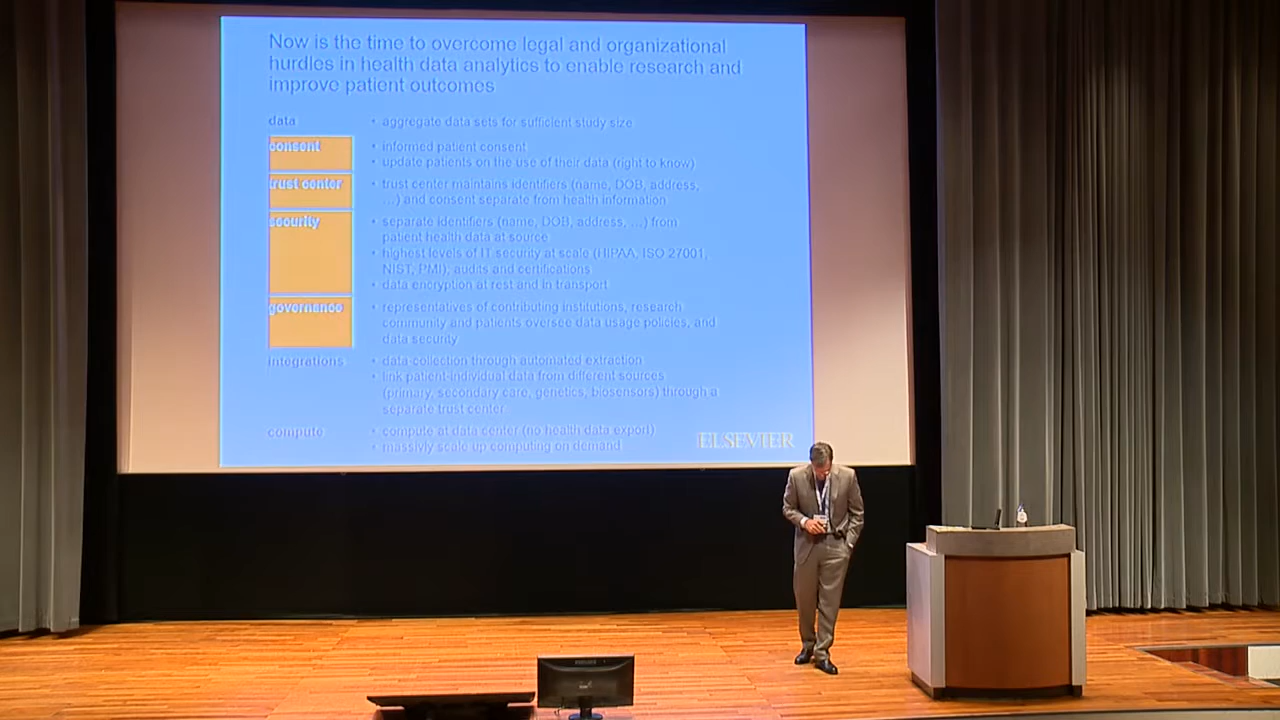 Now is the time to overcome legal and organizational
hurdles in health data analytics to enable research and
improve patient outcomes
data
• aggregate data sets for sufficient study size
consent
• informed patient consent
• update patients on the use of their data (right to know)
trust center
• trust center maintains identifiers (name, DOB, address,
…) and consent separate from health information
security
• separate identifiers (name, DOB, address, …) from
patient health data at source
• highest levels of IT security at scale (HIPAA, ISO 27001,
NIST, PMI); audits and certifications
• data encryption at rest and in transport
governance
• representatives of contributing institutions, research
community and patients oversee data usage policies, and
data security
integrations
• data-collection through automated extraction
• link patient-individual data from different sources
(primary, secondary care, genetics, biosensors) through a
separate trust center
compute
• compute at data center (no health data export)
• massivly scale up computing on demand
ELSEVIER